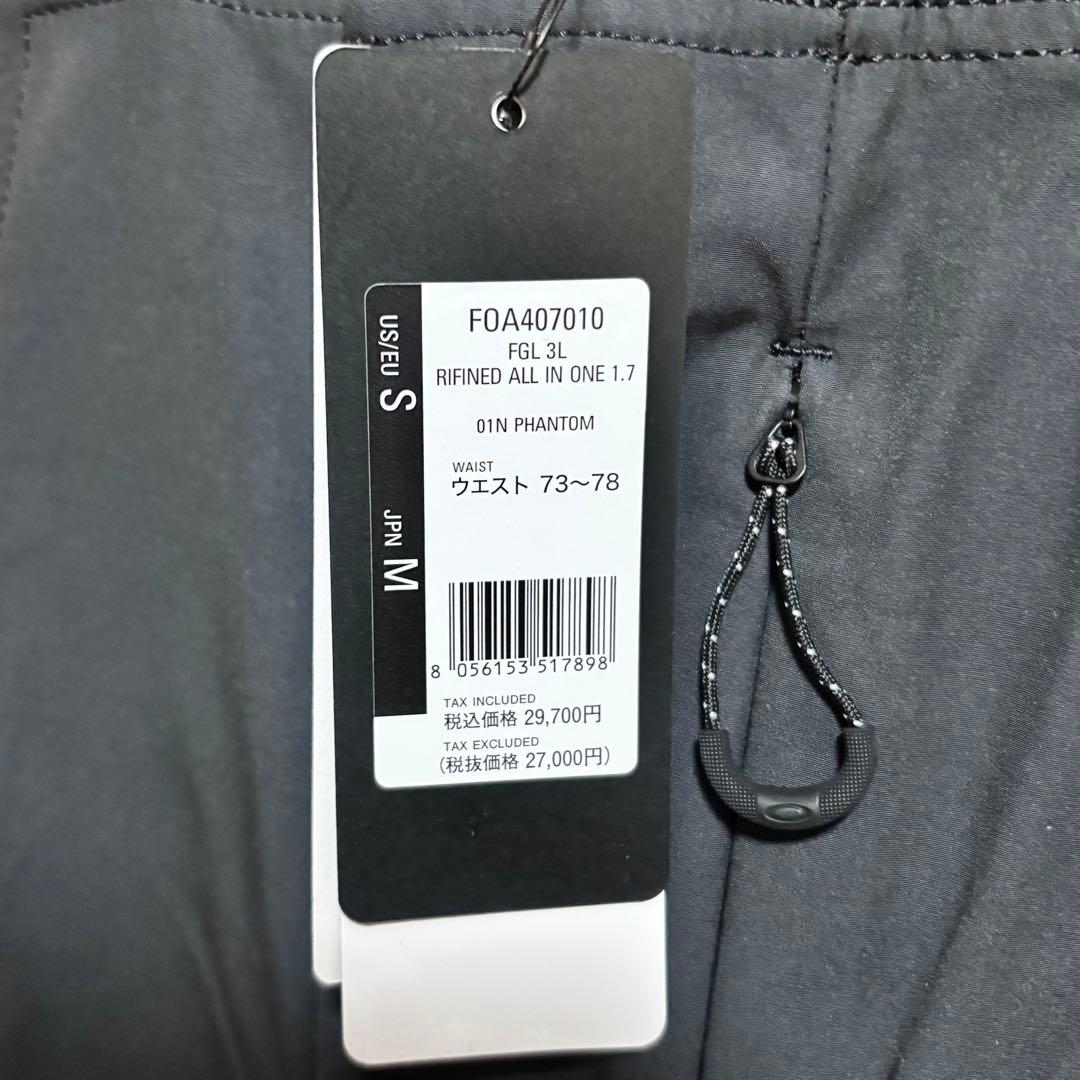 US/EU S
JPN M
FOA407010
FGL 3L
RIFINED ALL IN ONE 1.7
01N PHANTOM
WAIST
ウエスト 73～78
8 056153 517898
TAX INCLUDED
税込価格 29,700円
TAX EXCLUDED
(税抜価格 27,000円)